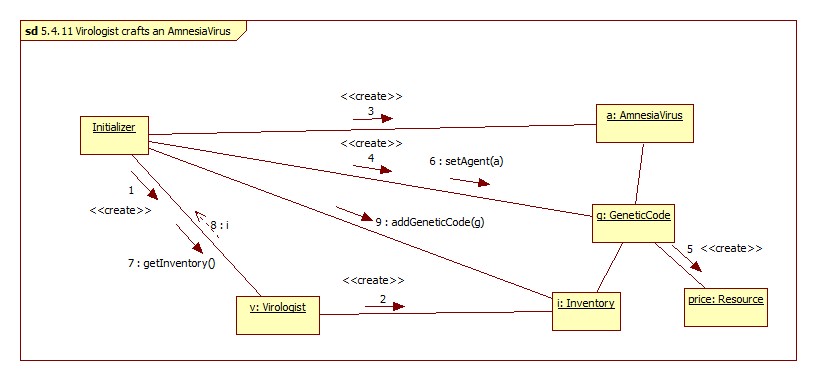 sd 5.4.11 Virologist crafts an AmnesiaVirus
<<create>>
3
a: AmnesiaVirus
Initializer
<<create>>
4
6 : setAgent(a)
1
<<create>>
g: GeneticCode
8 : i
9 : addGeneticCode(g)
5 <<create>>
7 : getInventory()
<<create>>
2
v: Virologist
i: Inventory
price: Resource